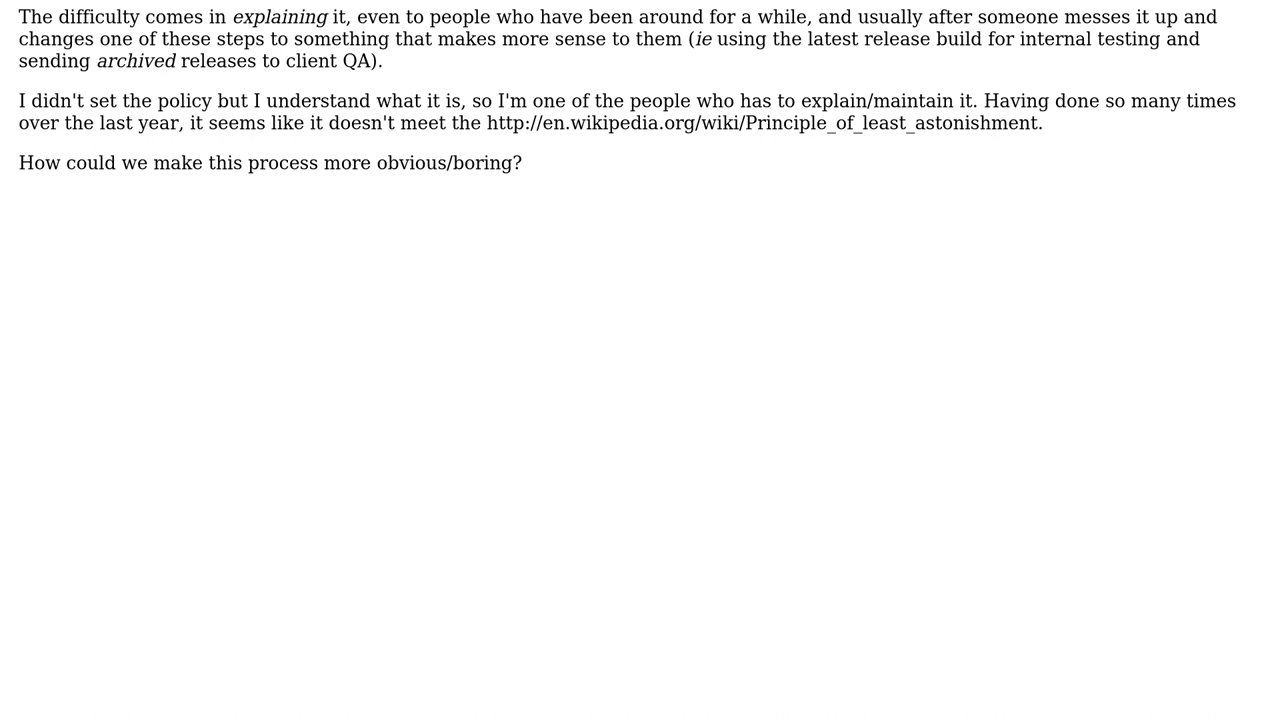 The difficulty comes in explaining it, even to people who have been around for a while, and usually after someone messes it up and
changes one of these steps to something that makes more sense to them (ie using the latest release build for internal testing and
sending archived releases to client QA).
I didn't set the policy but I understand what it is, so I'm one of the people who has to explain/maintain it. Having done so many times
over the last year, it seems like it doesn't meet the http://en.wikipedia.org/wiki/Principle_of_least_astonishment.
How could we make this process more obvious/boring?